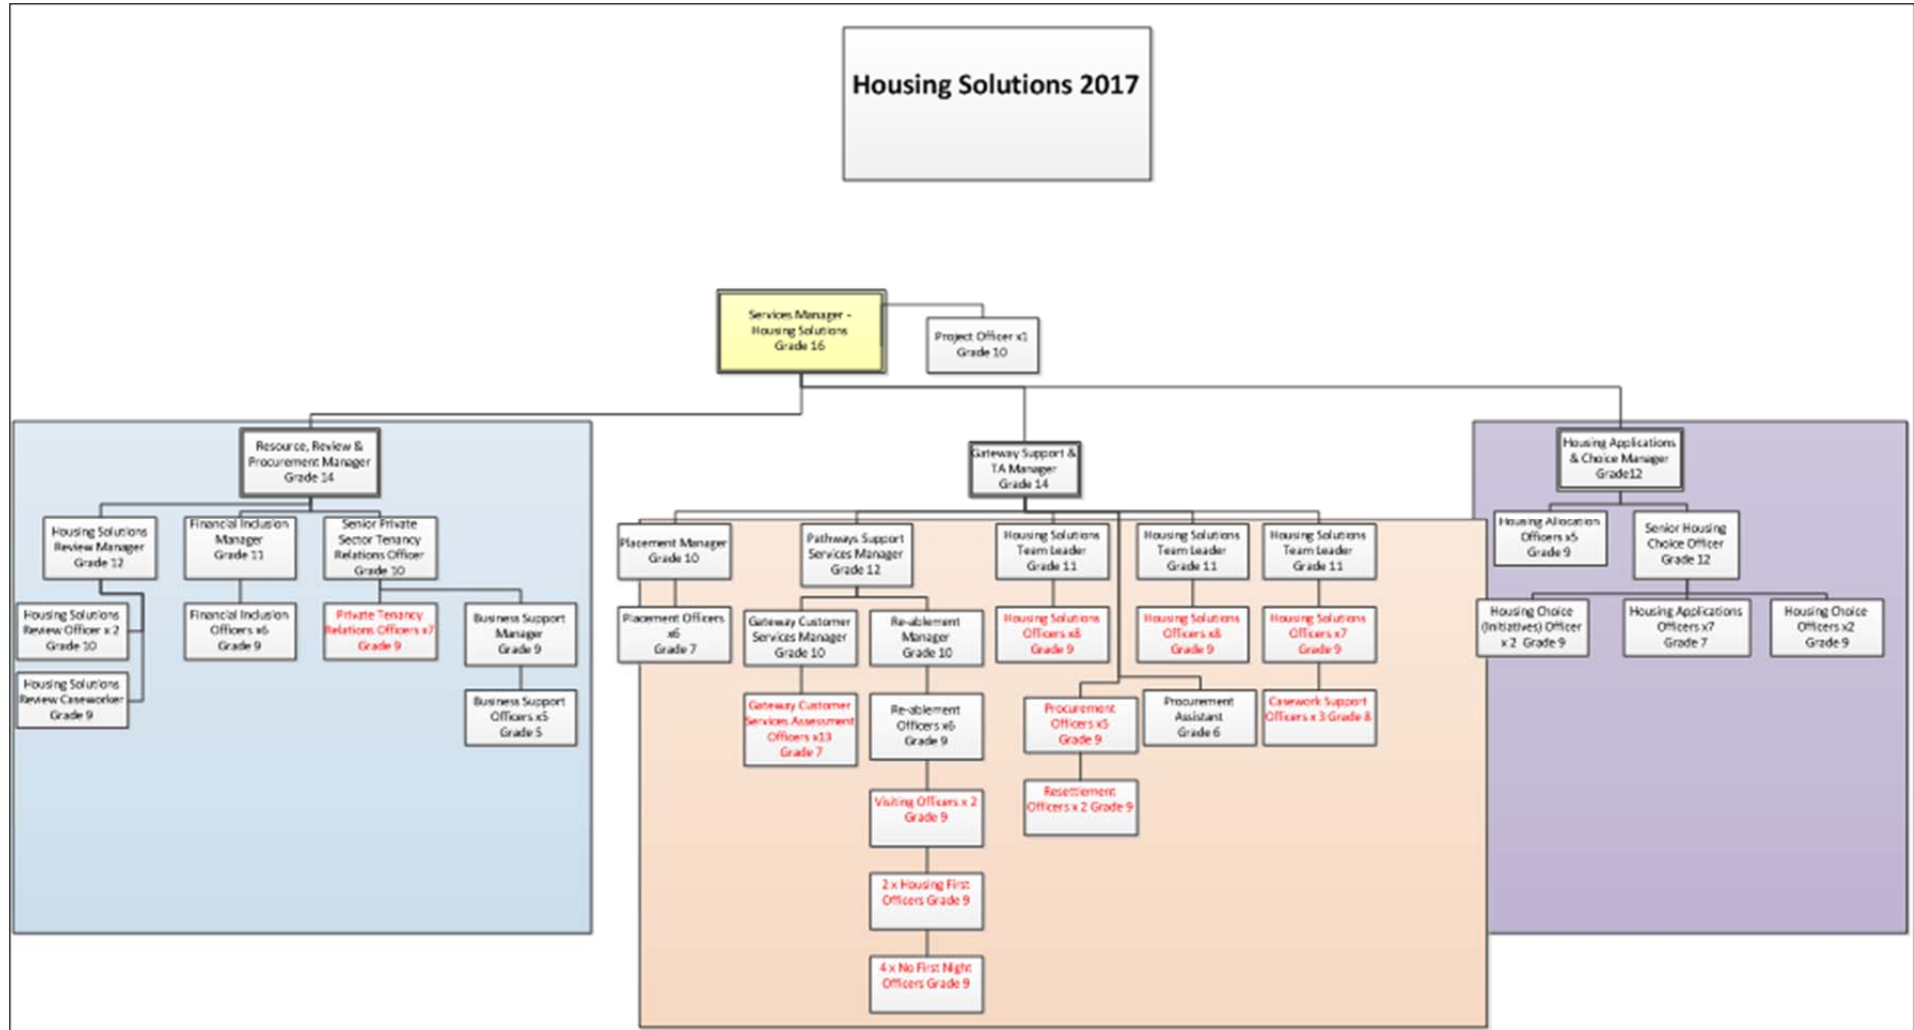 Housing Solutions 2017
Services Manager -
Housing Solutions
Grade 16
Project Officer x1
Grade 10
Resource, Review &
Procurement Manager
Grade 14
Housing Solutions
Review Manager
Grade 12
Financial Inclusion
Manager
Grade 11
Senior Private
Sector Tenancy
Relations Officer
Grade 10
Housing Solutions
Review Officer x 2
Grade 10
Financial Inclusion
Officers x6
Grade 9
Private Tenancy
Relations Officers x7
Grade 9
Business Support
Manager
Grade 9
Housing Solutions
Review Caseworker
Grade 9
Business Support
Officers x5
Grade 5
Gateway Support &
TA Manager
Grade 14
Placement Manager
Grade 10
Pathways Support
Services Manager
Grade 12
Housing Solutions
Team Leader
Grade 11
Housing Solutions
Team Leader
Grade 11
Housing Solutions
Team Leader
Grade 11
Placement Officers
x6
Grade 7
Gateway Customer
Services Manager
Grade 10
Re-ablement
Manager
Grade 10
Housing Solutions
Officers x8
Grade 9
Housing Solutions
Officers x8
Grade 9
Housing Solutions
Officers x7
Grade 9
Gateway Customer
Services Assessment
Officers x13
Grade 7
Re-ablement
Officers x6
Grade 9
Procurement
Officers x5
Grade 9
Procurement
Assistant
Grade 6
Casework Support
Officers x 3 Grade 8
Visiting Officers x 2
Grade 9
Resettlement
Officers x 2 Grade 9
2 x Housing First
Officers Grade 9
4 x No First Night
Officers Grade 9
Housing Applications
& Choice Manager
Grade12
Housing Allocation
Officers x5
Grade 9
Senior Housing
Choice Officer
Grade 12
Housing Choice
(Initiatives) Officer
x 2 Grade 9
Housing Applications
Officers x7
Grade 7
Housing Choice
Officers x2
Grade 9